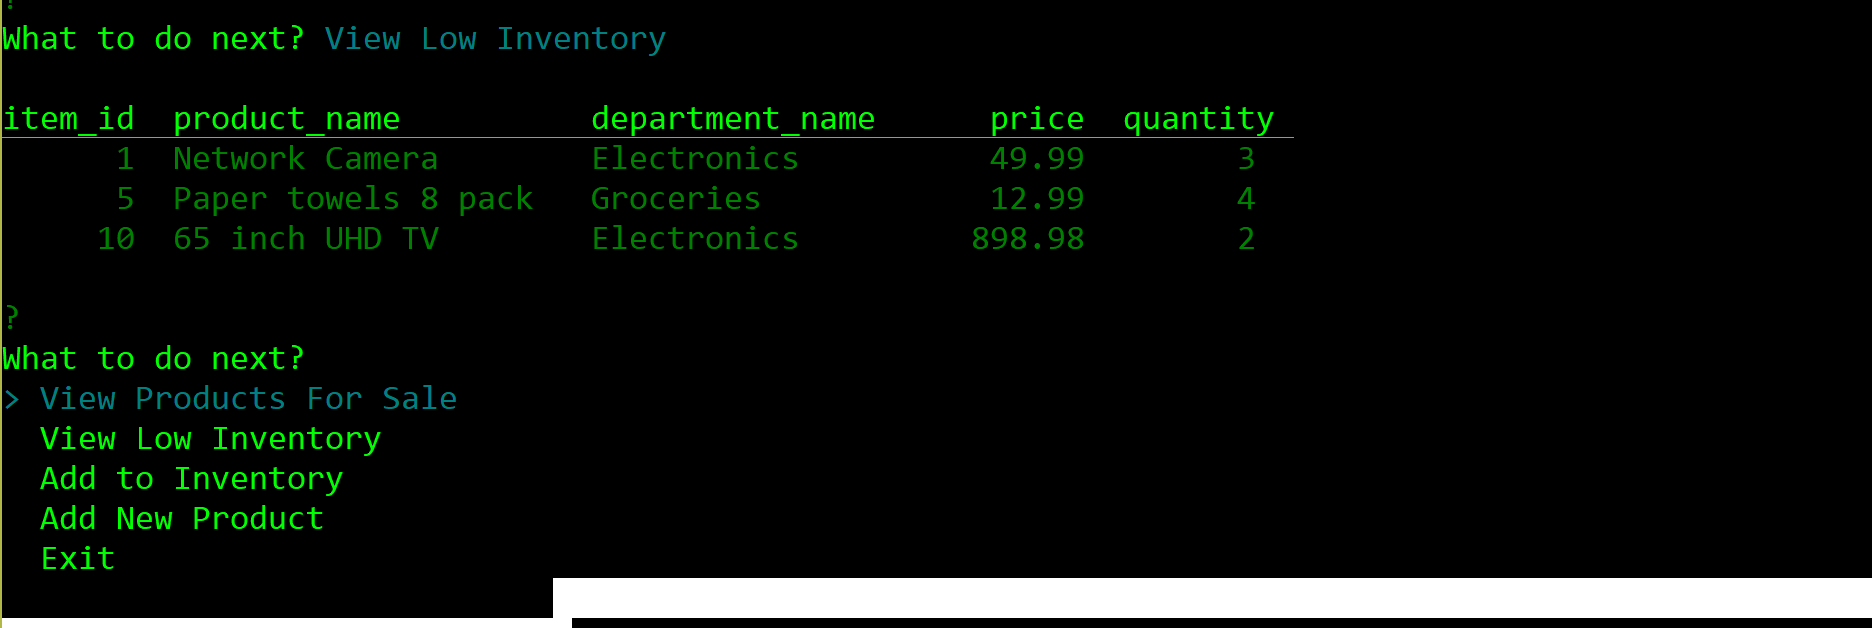 ?
What to do next? View Low Inventory
item_id product_name department_name price quantity
1 Network Camera Electronics 49.99 3
5 Paper towels 8 pack Groceries 12.99 4
10 65 inch UHD TV Electronics 898.98 2
?
What to do next?
> View Products For Sale
View Low Inventory
Add to Inventory
Add New Product
Exit